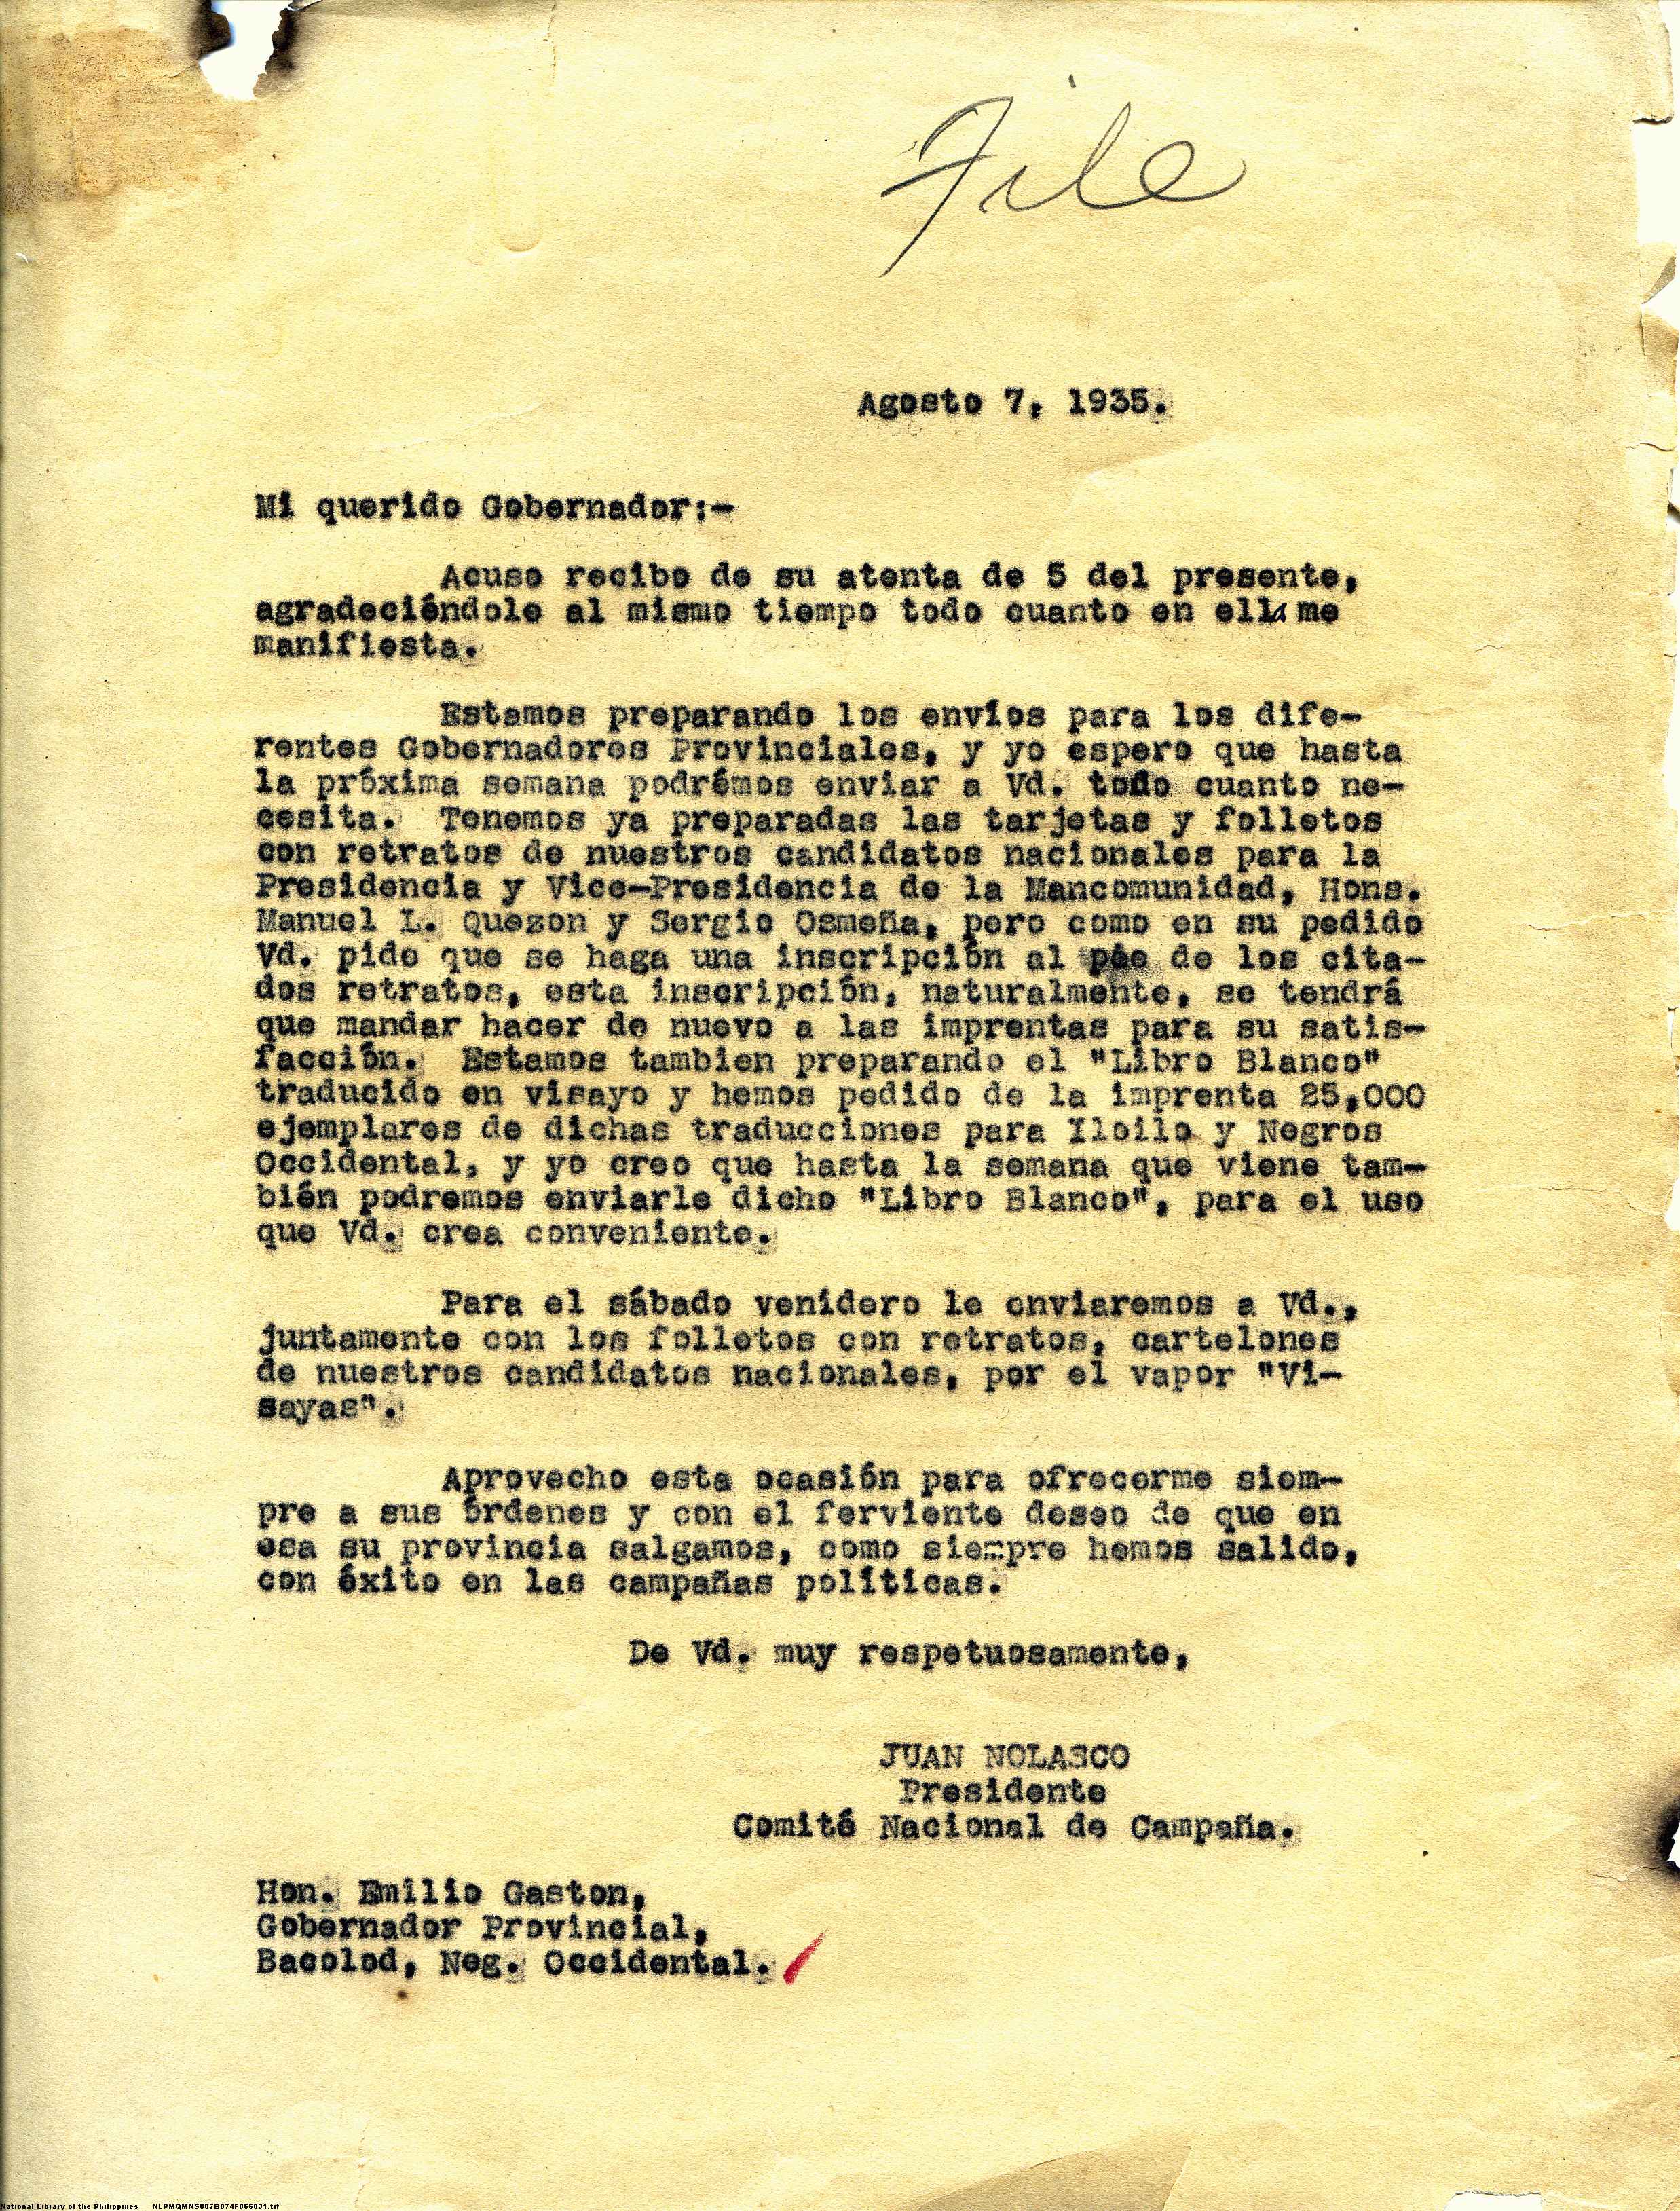 File
Agosto 7, 1935.
Mi querido Gobernador:-
Acuso recibo de su atenta de 5 del presente,
agradeciéndole al mismo tiempo todo cuanto en ella me
manifiesta.
Estamos preparando los envíos para los dife-
rentes Gobernadores Provinciales, y yo espero que hasta
la próxima semana podrémos enviar a Vd. todo cuanto ne-
cesita. Tenemos ya preparadas las tarjetas y folletos
con retratos de nuestros candidatos nacionales para la
Presidencia y Vice-Presidencia de la Mancomunidad, Hons.
Manuel L. Quezon y Sergio Osmeña, pero como en su pedido
Vd. pide que se haga una inscripción al pie de los cita-
dos retratos, esta inscripción, naturalmente, se tendrá
que mandar hacer de nuevo a las imprentas para su satis-
facción. Estamos tambien preparando el "Libro Blanco"
traducido en visayo y hemos pedido de la imprenta 25,000
ejemplares de dichas traducciones para Iloilo y Negros
Occidental, y yo creo que hasta la semana que viene tam-
bién podremos enviarle dicho "Libro Blanco", para el uso
que Vd. crea conveniente.
Para el sábado venidero le enviaremos a Vd.,
juntamente con los folletos con retratos, cartelones
de nuestros candidatos nacionales, por el vapor "Vi-
sayas".
Aprovecho esta ocasión para ofrecerme siem-
pre a sus órdenes y con el ferviente deseo de que en
esa su provincia salgamos, como siempre hemos salido,
con éxito en las campañas políticas.
De Vd. muy respetuosamente,
JUAN NOLASCO
Presidente
Comité Nacional de Campaña.
Hon. Emilio Gaston,
Gobernador Provincial,
Bacolod, Neg. Occidental.
National Library of the Philippines NLPMQMNS007B074F066031.tif